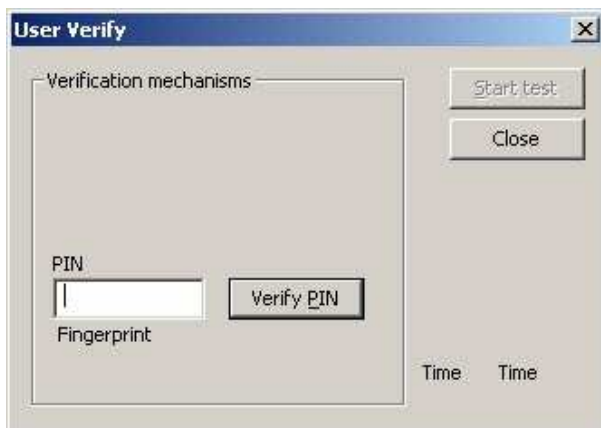 User Verify
Verification mechanisms
Start test
Close
PIN
Verify PIN
Fingerprint
Time Time